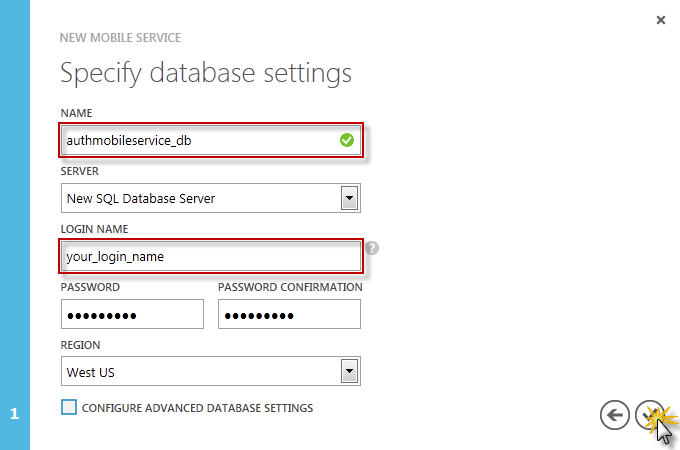 NEW MOBILE SERVICE
Specify database settings
NAME
authmobileservice_db
SERVER
New SQL Database Server
LOGIN NAME
your_login_name
?
PASSWORD PASSWORD CONFIRMATION
●●●●●●●●● ●●●●●●●●●
REGION
West US
CONFIGURE ADVANCED DATABASE SETTINGS
1